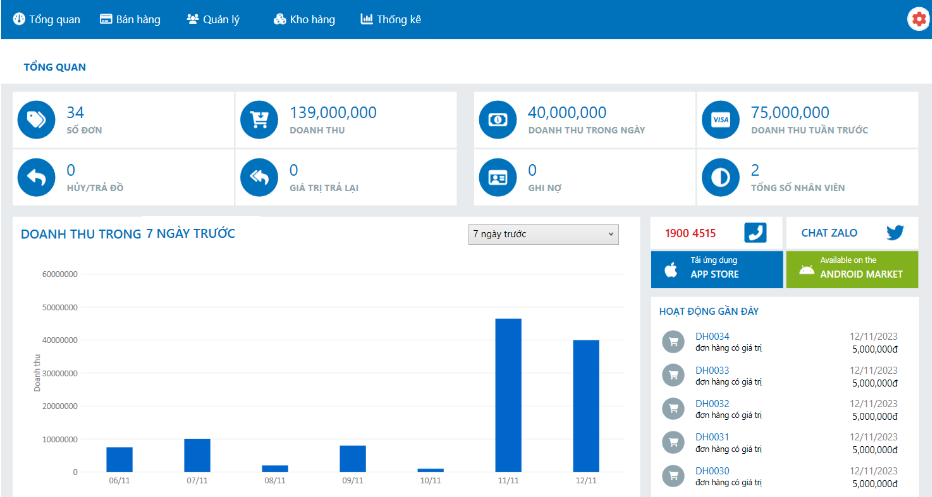 Tổng quan Bán hàng Quản lý Kho hàng Thống kê
TỔNG QUAN
34
SỐ ĐƠN
139,000,000
DOANH THU
40,000,000
DOANH THU TRONG NGÀY
75,000,000
DOANH THU TUẦN TRƯỚC
0
HỦY/TRẢ ĐỒ
0
GIÁ TRỊ TRẢ LẠI
0
GHI NỢ
2
TỔNG SỐ NHÂN VIÊN
VISA
DOANH THU TRONG 7 NGÀY TRƯỚC
7 ngày trước
60000000
50000000
40000000
30000000
20000000
10000000
0
Doanh thu
06/11 07/11 08/11 09/11 10/11 11/11 12/11
1900 4515
CHAT ZALO
Tải ứng dụng
APP STORE
Available on the
ANDROID MARKET
HOẠT ĐỘNG GẦN ĐÂY
DH0034 12/11/2023
đơn hàng có giá trị 5,000,000đ
DH0033 12/11/2023
đơn hàng có giá trị 5,000,000đ
DH0032 12/11/2023
đơn hàng có giá trị 5,000,000đ
DH0031 12/11/2023
đơn hàng có giá trị 5,000,000đ
DH0030 12/11/2023
đơn hàng có giá trị 5,000,000đ